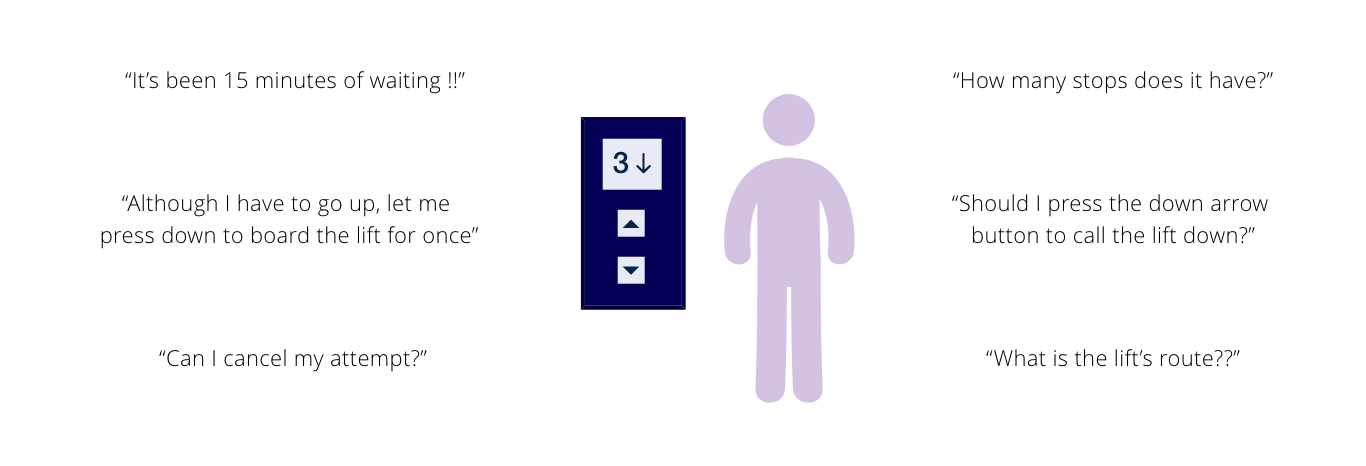 “It’s been 15 minutes of waiting !!”
“Although I have to go up, let me
press down to board the lift for once”
“Can I cancel my attempt?”
3↓
“How many stops does it have?”
“Should I press the down arrow
button to call the lift down?”
“What is the lift’s route??”